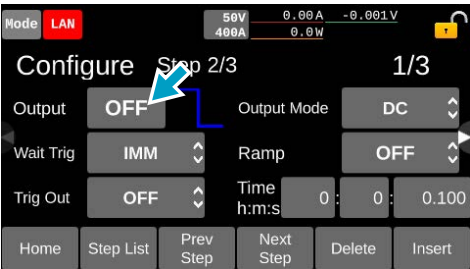 Mode LAN 50V 0.00A -0.001V
400A 0.0W
Configure Step 2/3 1/3
Output OFF Output Mode DC
Wait Trig IMM Ramp OFF
Trig Out OFF Time h:m:s 0 : 0 : 0.100
Home Step List Prev Step Next Step Delete Insert